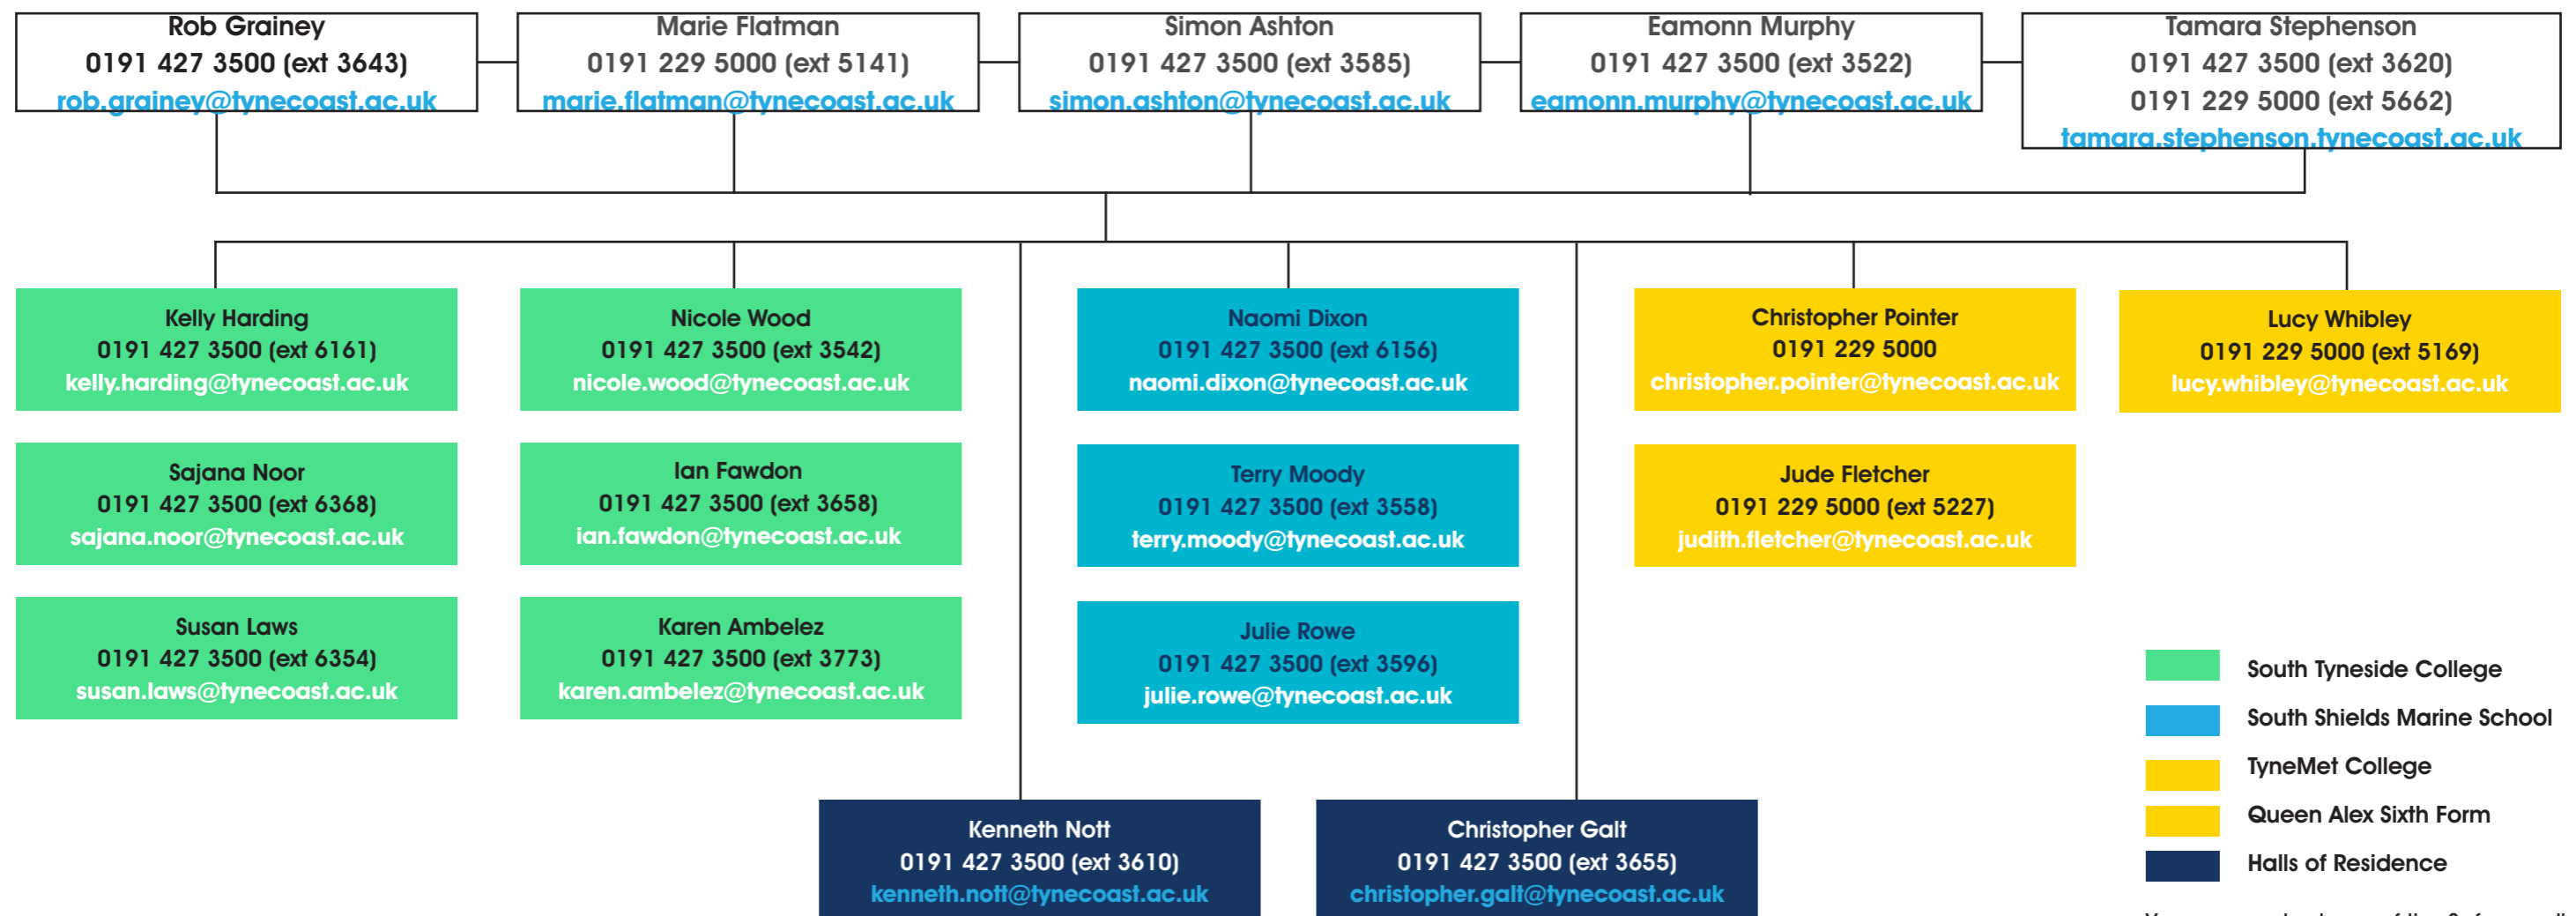 Rob Grainey
0191 427 3500 (ext 3643)
rob.grainey@tynecoast.ac.uk
Marie Flatman
0191 229 5000 (ext 5141)
marie.flatman@tynecoast.ac.uk
Simon Ashton
0191 427 3500 (ext 3585)
simon.ashton@tynecoast.ac.uk
Eamonn Murphy
0191 427 3500 (ext 3522)
eamonn.murphy@tynecoast.ac.uk
Tamara Stephenson
0191 427 3500 (ext 3620)
0191 229 5000 (ext 5662)
tamara.stephenson.tynecoast.ac.uk
Kelly Harding
0191 427 3500 (ext 6161)
kelly.harding@tynecoast.ac.uk
Nicole Wood
0191 427 3500 (ext 3542)
nicole.wood@tynecoast.ac.uk
Naomi Dixon
0191 427 3500 (ext 6156)
naomi.dixon@tynecoast.ac.uk
Christopher Pointer
0191 229 5000
christopher.pointer@tynecoast.ac.uk
Lucy Whibley
0191 229 5000 (ext 5169)
lucy.whibley@tynecoast.ac.uk
Sajana Noor
0191 427 3500 (ext 6368)
sajana.noor@tynecoast.ac.uk
Ian Fawdon
0191 427 3500 (ext 3658)
ian.fawdon@tynecoast.ac.uk
Terry Moody
0191 427 3500 (ext 3558)
terry.moody@tynecoast.ac.uk
Jude Fletcher
0191 229 5000 (ext 5227)
judith.fletcher@tynecoast.ac.uk
Susan Laws
0191 427 3500 (ext 6354)
susan.laws@tynecoast.ac.uk
Karen Ambelez
0191 427 3500 (ext 3773)
karen.ambelez@tynecoast.ac.uk
Julie Rowe
0191 427 3500 (ext 3596)
julie.rowe@tynecoast.ac.uk
Kenneth Nott
0191 427 3500 (ext 3610)
kenneth.nott@tynecoast.ac.uk
Christopher Galt
0191 427 3500 (ext 3655)
christopher.galt@tynecoast.ac.uk
South Tyneside College
South Shields Marine School
TyneMet College
Queen Alex Sixth Form
Halls of Residence